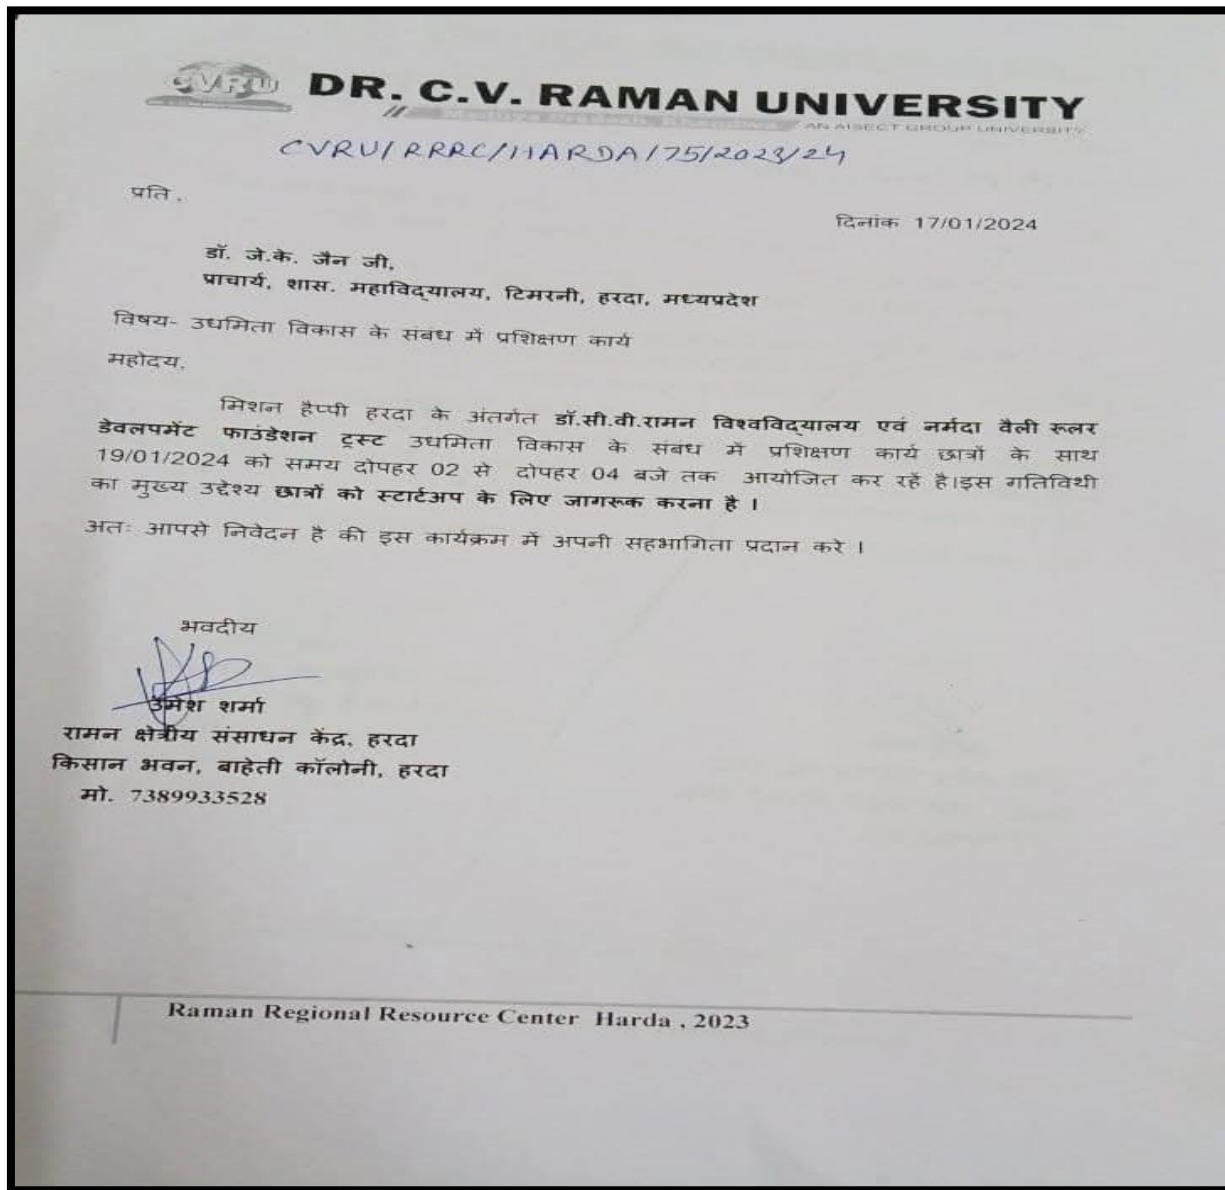 CVRU DR. C.V. RAMAN UNIVERSITY
Madhya Pradesh, Khandwa AN AISECT GROUP UNIVERSITY
CVRU/RRRC/HARDA/75/2023/24
प्रति .
दिनांक 17/01/2024
डॉ. जे.के. जैन जी,
प्राचार्य, शास. महाविद्यालय, टिमरनी, हरदा, मध्यप्रदेश
विषय- उधमिता विकास के संबंध में प्रशिक्षण कार्य
महोदय,
मिशन हैप्पी हरदा के अंतर्गत डॉ.सी.वी.रामन विश्वविद्यालय एवं नर्मदा वैली रूलर
डेवलपमेंट फाउंडेशन ट्रस्ट उधमिता विकास के संबंध में प्रशिक्षण कार्य छात्रों के साथ
19/01/2024 को समय दोपहर 02 से दोपहर 04 बजे तक आयोजित कर रहें है।इस गतिविधी
का मुख्य उद्देश्य छात्रों को स्टार्टअप के लिए जागरूक करना है ।
अतः आपसे निवेदन है की इस कार्यक्रम में अपनी सहभागिता प्रदान करे ।
भवदीय
उमेश शर्मा
रामन क्षेत्रीय संसाधन केंद्र, हरदा
किसान भवन, बाहेती कॉलोनी, हरदा
मो. 7389933528
Raman Regional Resource Center Harda , 2023